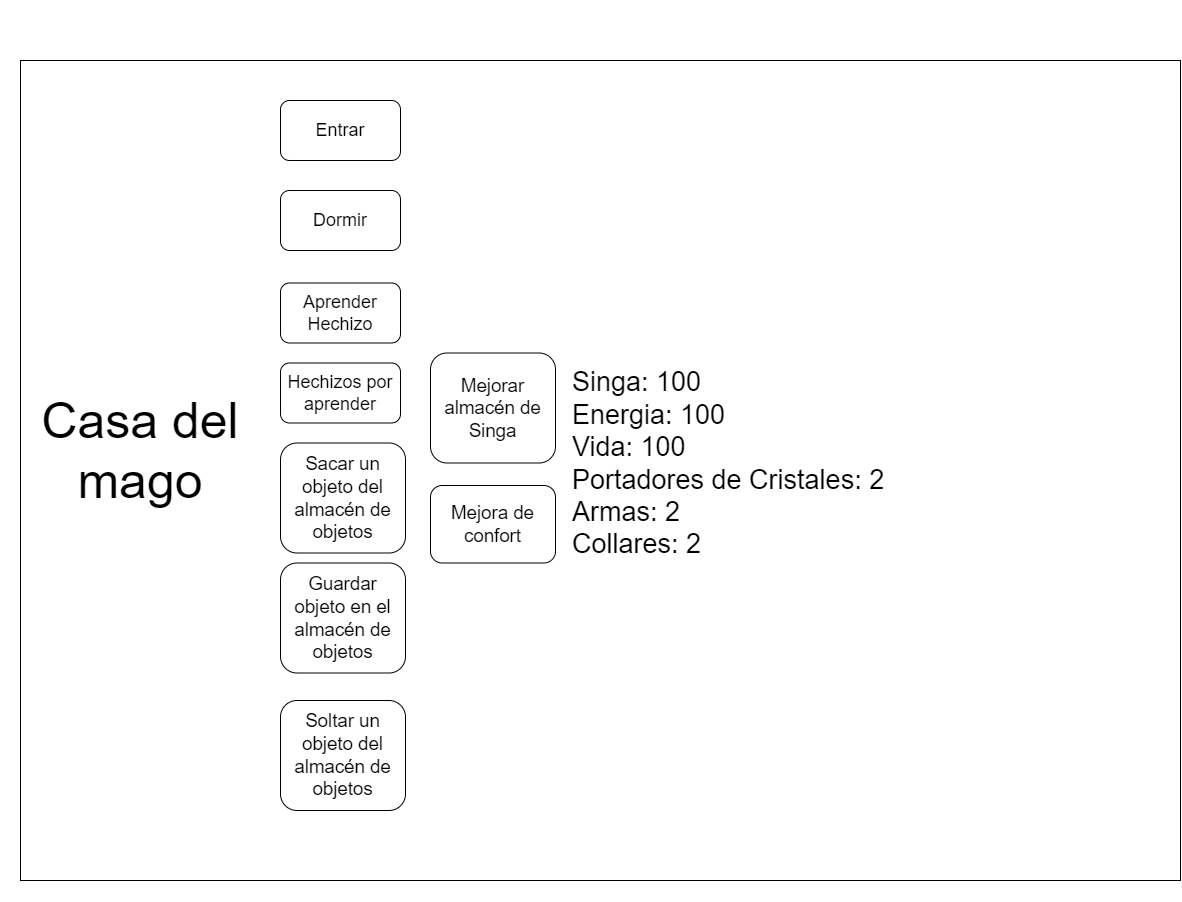 Casa del
mago
Entrar
Dormir
Aprender
Hechizo
Hechizos por
aprender
Sacar un
objeto del
almacén de
objetos
Guardar
objeto en el
almacén de
objetos
Soltar un
objeto del
almacén de
objetos
Mejorar
almacén de
Singa
Mejora de
confort
Singa: 100
Energia: 100
Vida: 100
Portadores de Cristales: 2
Armas: 2
Collares: 2